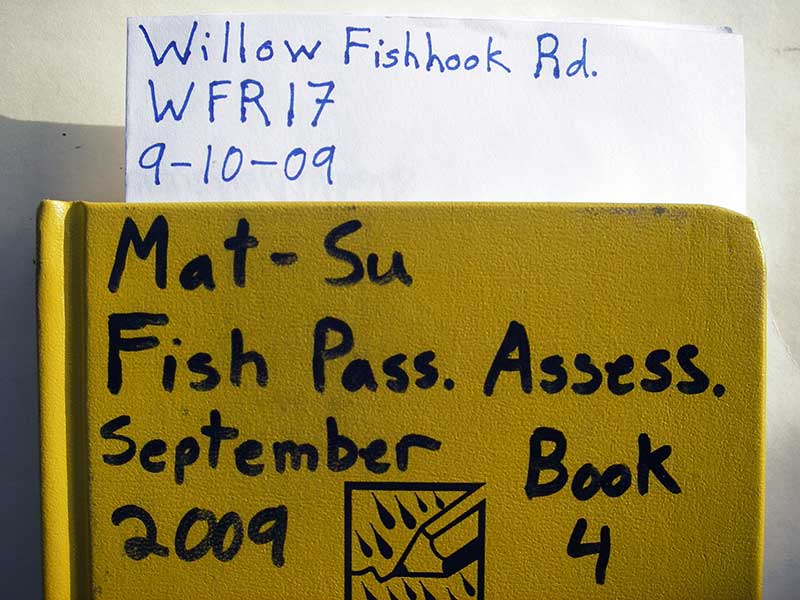 Willow Fishhook Rd.
WFR17
9-10-09
Mat-Su
Fish Pass. Assess.
September
2009
Book
4